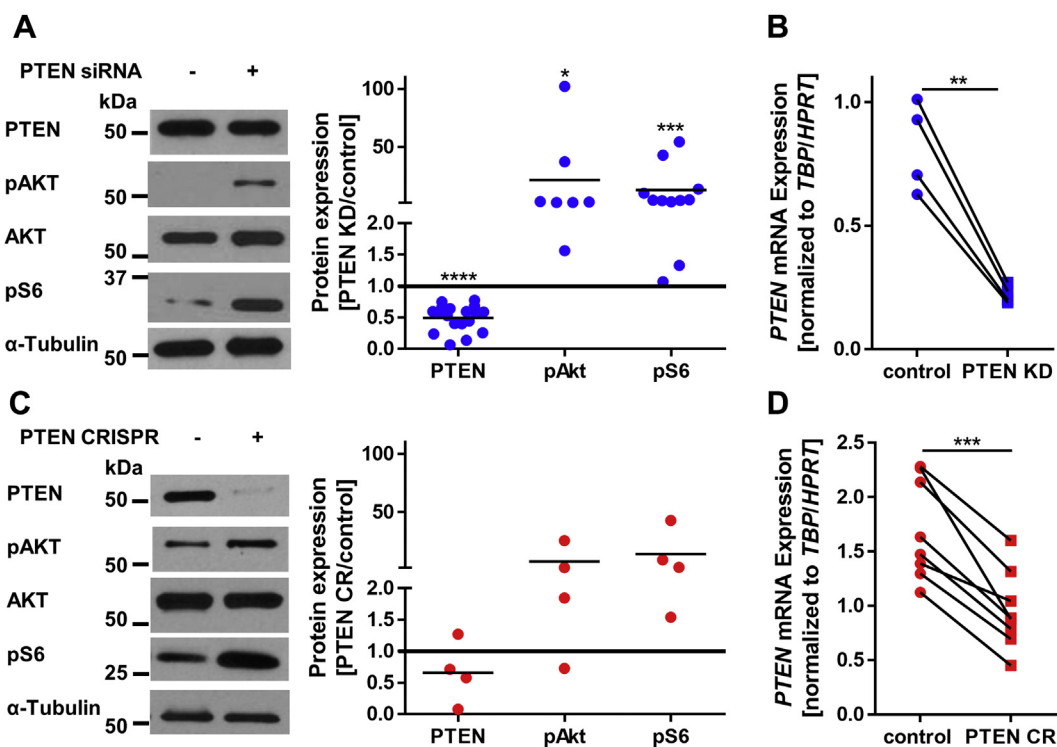 A
PTEN siRNA - +
kDa
PTEN 50
pAKT 50
AKT 50
pS6 37
α-Tubulin 50
Protein expression
[PTEN KD/control]
100
50
2.0
1.5
1.0
0.5
0.0
* *** ****
PTEN pAkt pS6
B
PTEN mRNA Expression
[normalized to TBP/HPRT]
1.0
0.5
0.0
**
control PTEN KD
C
PTEN CRISPR - +
kDa
PTEN 50
pAKT 50
AKT 50
pS6 25
α-Tubulin 50
Protein expression
[PTEN CR/control]
100
50
2.0
1.5
1.0
0.5
0.0
PTEN pAkt pS6
D
PTEN mRNA Expression
[normalized to TBP/HPRT]
2.5
2.0
1.5
1.0
0.5
0.0
***
control PTEN CR